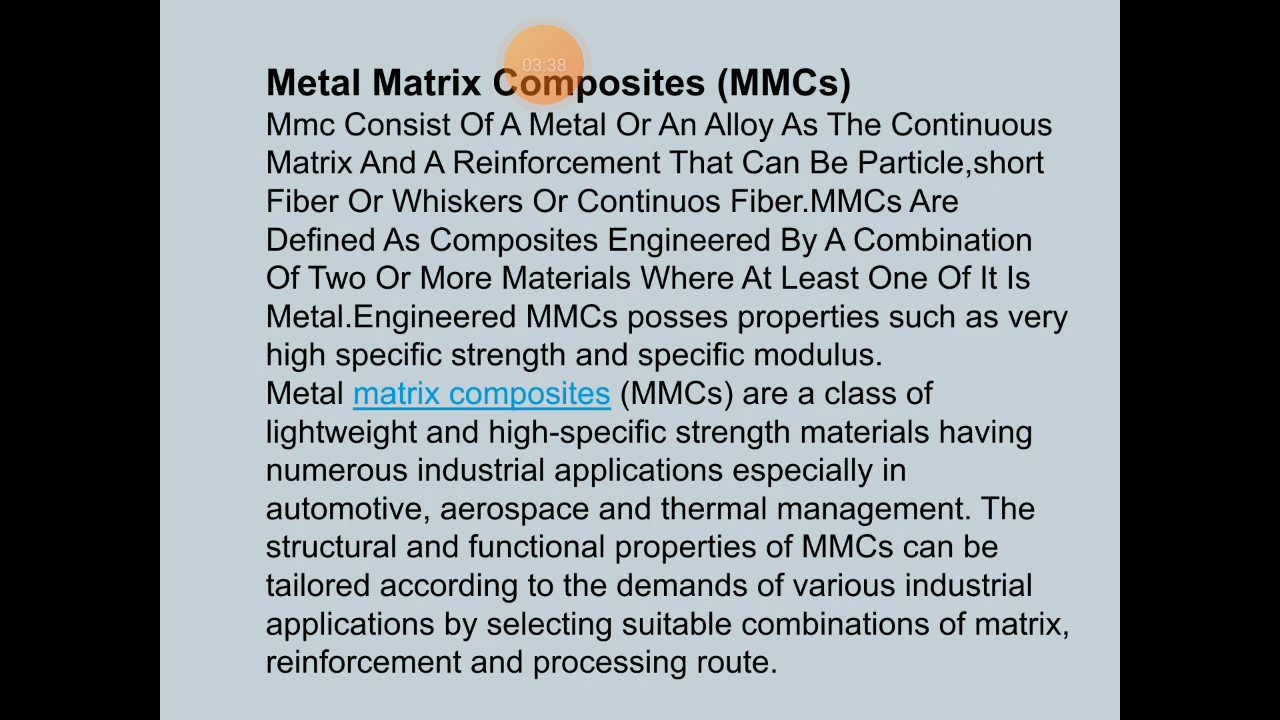 03:38
Metal Matrix Composites (MMCs)
Mmc Consist Of A Metal Or An Alloy As The Continuous
Matrix And A Reinforcement That Can Be Particle,short
Fiber Or Whiskers Or Continuos Fiber.MMCs Are
Defined As Composites Engineered By A Combination
Of Two Or More Materials Where At Least One Of It Is
Metal.Engineered MMCs posses properties such as very
high specific strength and specific modulus.
Metal matrix composites (MMCs) are a class of
lightweight and high-specific strength materials having
numerous industrial applications especially in
automotive, aerospace and thermal management. The
structural and functional properties of MMCs can be
tailored according to the demands of various industrial
applications by selecting suitable combinations of matrix,
reinforcement and processing route.